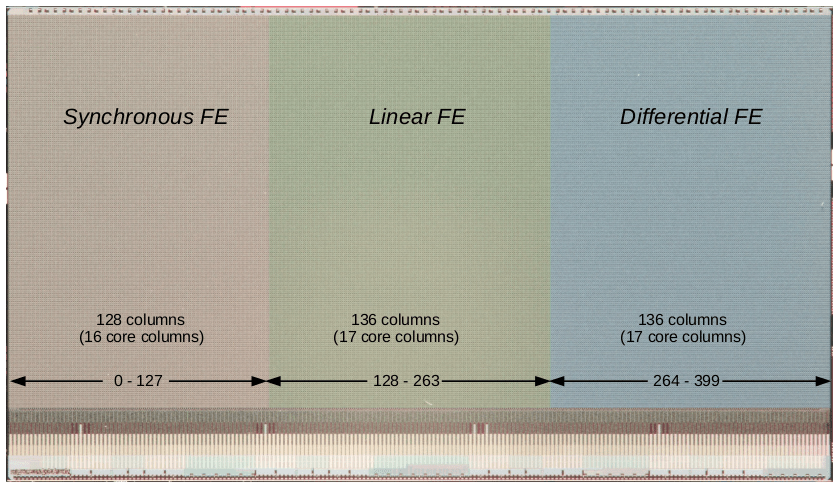 Synchronous FE
Linear FE
Differential FE
128 columns
(16 core columns)
136 columns
(17 core columns)
136 columns
(17 core columns)
0 - 127
128 - 263
264 - 399